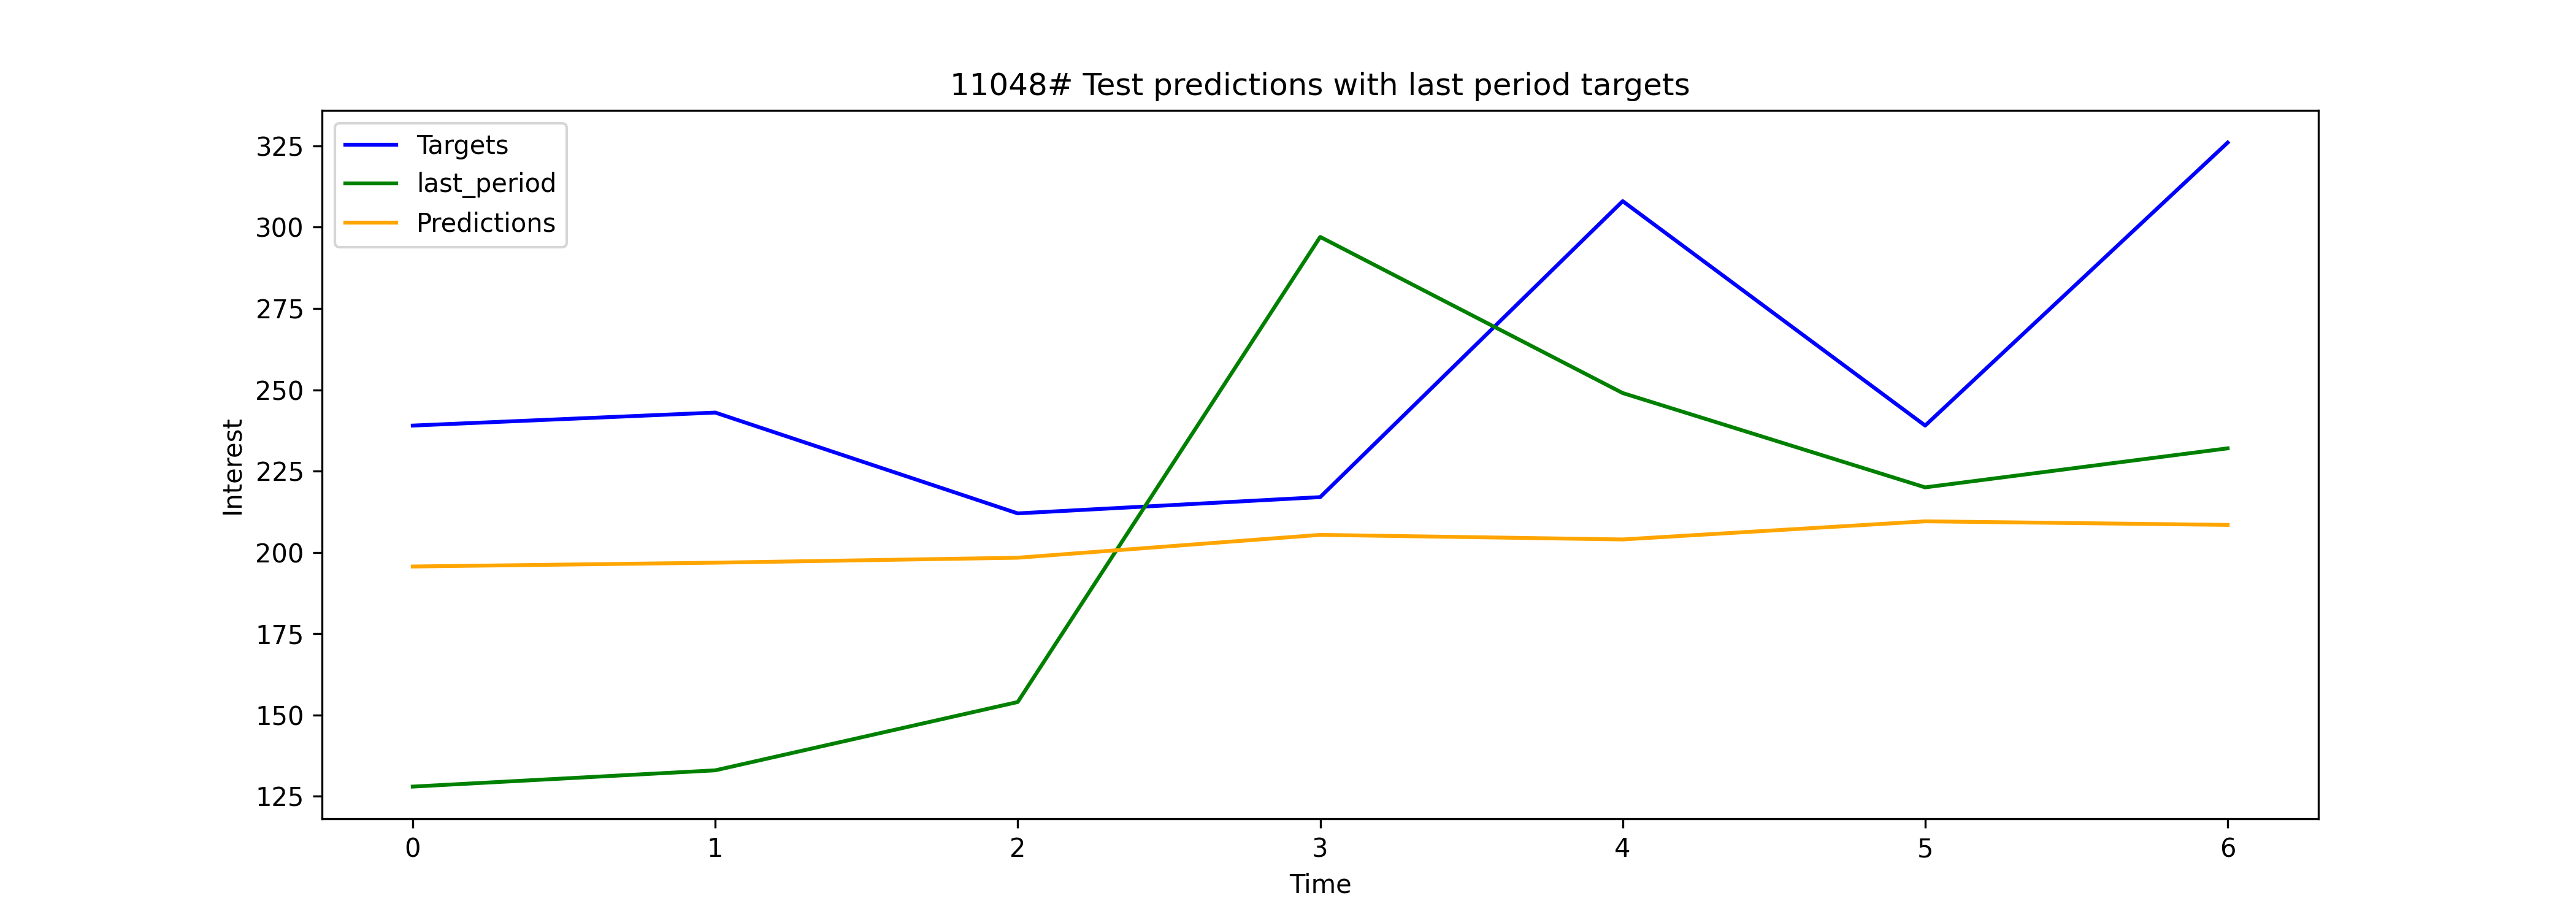 11048# Test predictions with last period targets
Targets
last_period
Predictions
325
300
275
250
225
200
175
150
125
Interest
0 1 2 3 4 5 6
Time